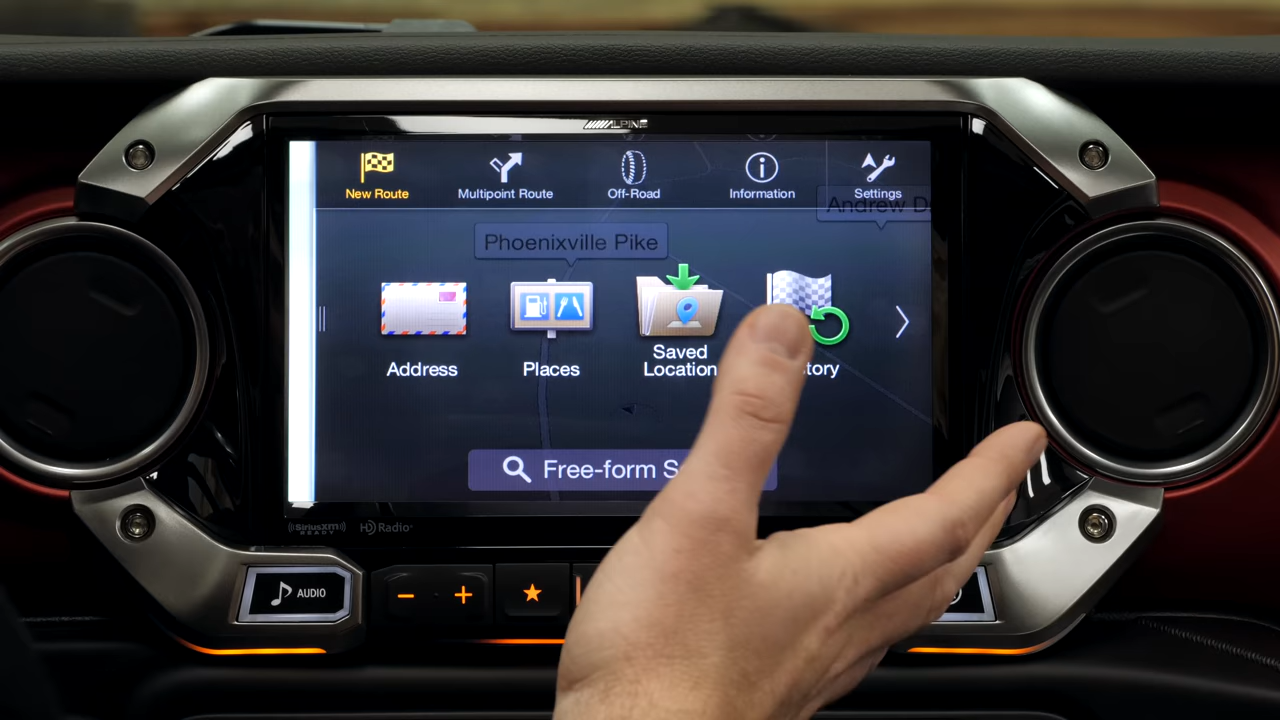 ALPINE
New Route
Multipoint Route
Off-Road
Information
Settings
Andrew
Phoenixville Pike
Address
Places
Saved
Location
Free-form S
SiriusXM
READY
HD Radio
AUDIO